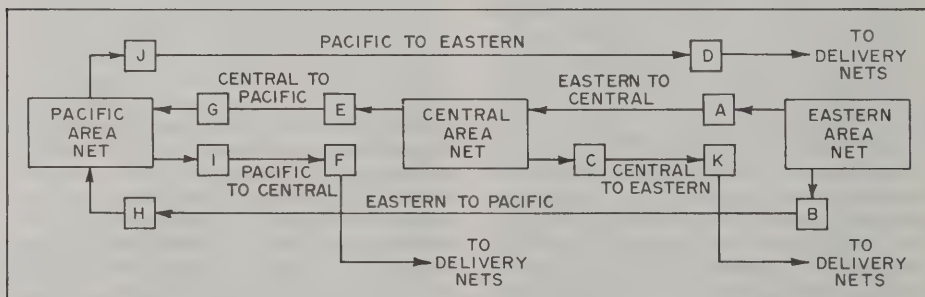 J
PACIFIC TO EASTERN
D
TO
DELIVERY
NETS
CENTRAL TO
PACIFIC
EASTERN TO
CENTRAL
PACIFIC
AREA
NET
G
E
CENTRAL
AREA
NET
A
EASTERN
AREA
NET
I
PACIFIC
TO CENTRAL
F
C
CENTRAL
TO EASTERN
K
H
EASTERN TO PACIFIC
B
TO
DELIVERY
NETS
TO
DELIVERY
NETS